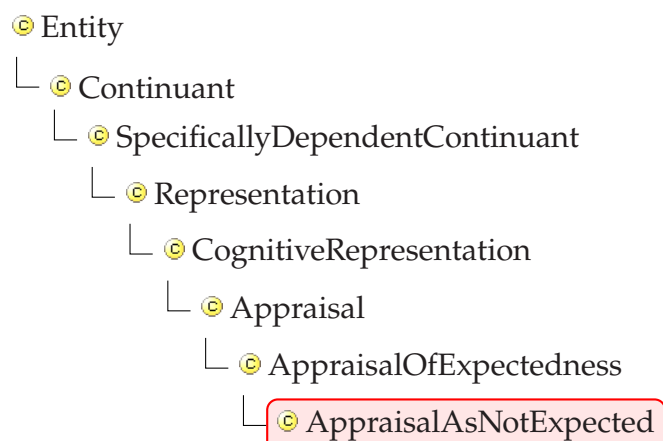 Entity
Continuant
SpecificallyDependentContinuant
Representation
CognitiveRepresentation
Appraisal
AppraisalOfExpectedness
AppraisalAsNotExpected